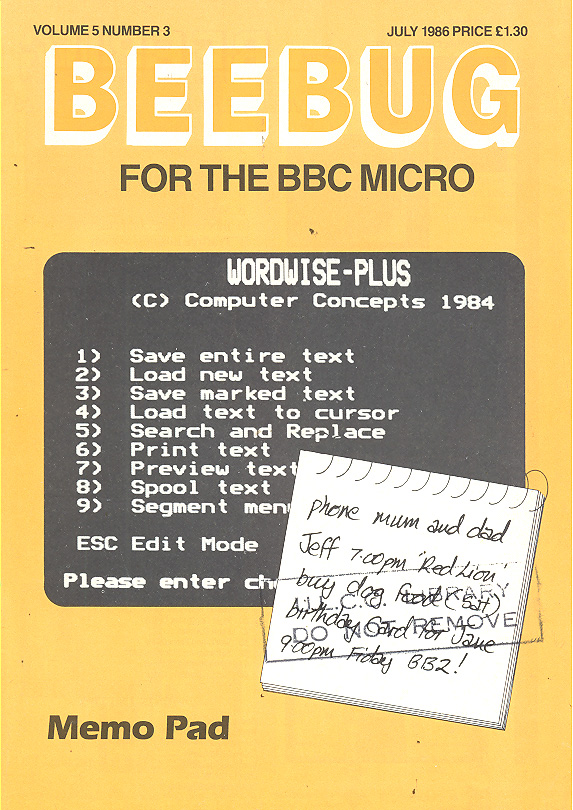 VOLUME 5 NUMBER 3
JULY 1986 PRICE £1.30
BEEBUG
FOR THE BBC MICRO
WORDWISE-PLUS
(C) Computer Concepts 1984
1) Save entire text
2) Load new text
3) Save marked text
4) Load text to cursor
5) Search and Replace
6) Print text
7) Preview text
8) Spool text
9) Segment menu
ESC Edit Mode
Please enter
phone mum and dad
Jeff 7.00pm 'Red Lion'!
buy dog food (Sat)
birthday Card for Jane
9.00pm Friday BB2!
LIBRARY
DO NOT REMOVE
Memo Pad